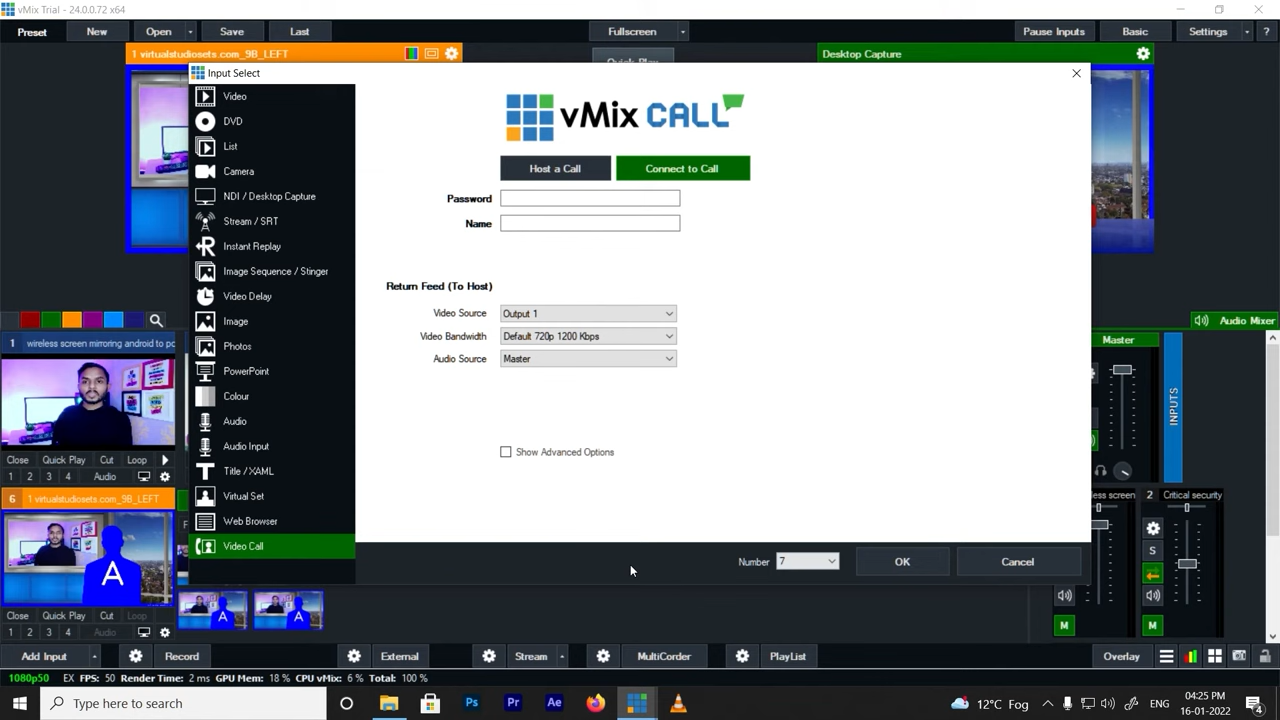 vMix Trial - 24.0.0.72 x64
Preset New Open Save Last Fullscreen Pause Inputs Basic Settings ?
1 virtualstudiosets.com_9B_LEFT
Quick Play
Desktop Capture
Input Select
Video
DVD
List
Camera
NDI / Desktop Capture
Stream / SRT
Instant Replay
Image Sequence / Stinger
Video Delay
Image
Photos
PowerPoint
Colour
Audio
Audio Input
Title / XAML
Virtual Set
Web Browser
Video Call
vMix CALL
Host a Call Connect to Call
Password
Name
Return Feed (To Host)
Video Source Output 1
Video Bandwidth Default 720p 1200 Kbps
Audio Source Master
Show Advanced Options
Number 7 OK Cancel
1 wireless screen mirroring android to pc
Close Quick Play Cut Loop
1 2 3 4 Audio
6 1 virtualstudiosets.com_9B_LEFT
A
Close Quick Play Cut Loop
1 2 3 4 Audio
Audio Mixer
Master
INPUTS
less screen 2 Critical security
S
M M
Add Input Record External Stream MultiCorder PlayList Overlay
1080p50 EX FPS: 50 Render Time: 2 ms GPU Mem: 18 % CPU vMix: 6 % Total: 100 %
Type here to search
Ps Pr Ae
12°C Fog
ENG
04:25 PM
16-01-2022